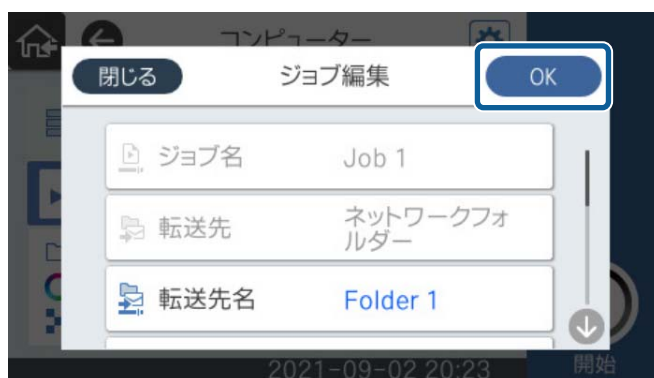 コンピューター
閉じる
ジョブ編集
OK
ジョブ名
Job 1
転送先
ネットワークフォ
ルダー
転送先名
Folder 1
2021-09-02 20:23
開始